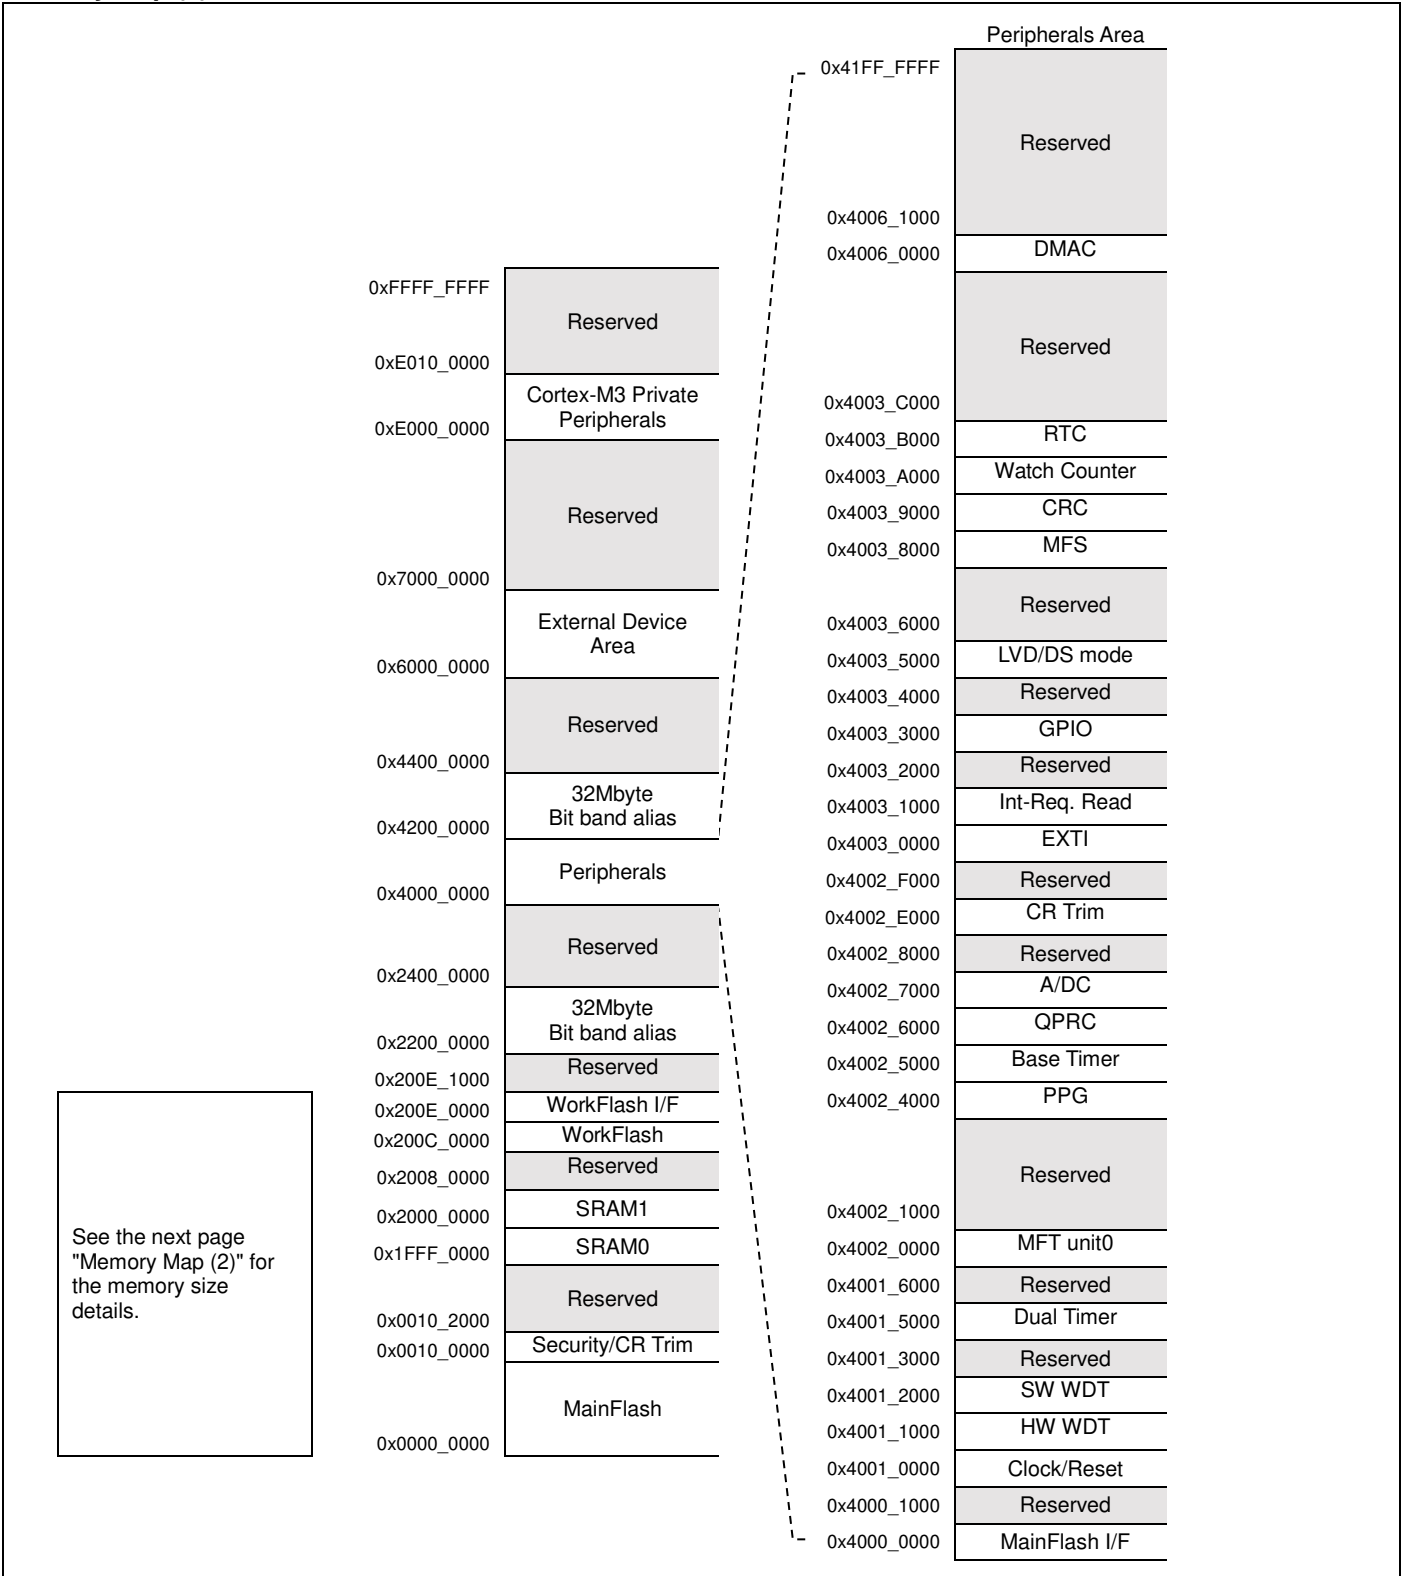 Peripherals Area
0x41FF_FFFF
Reserved
0x4006_1000
0x4006_0000 DMAC
Reserved
0x4003_C000
0x4003_B000 RTC
0x4003_A000 Watch Counter
0x4003_9000 CRC
0x4003_8000 MFS
Reserved
0x4003_6000
0x4003_5000 LVD/DS mode
0x4003_4000 Reserved
0x4003_3000 GPIO
0x4003_2000 Reserved
0x4003_1000 Int-Req. Read
0x4003_0000 EXTI
0x4002_F000 Reserved
0x4002_E000 CR Trim
0x4002_8000 Reserved
0x4002_7000 A/DC
0x4002_6000 QPRC
0x4002_5000 Base Timer
0x4002_4000 PPG
Reserved
0x4002_1000
0x4002_0000 MFT unit0
0x4001_6000 Reserved
0x4001_5000 Dual Timer
0x4001_3000 Reserved
0x4001_2000 SW WDT
0x4001_1000 HW WDT
0x4001_0000 Clock/Reset
0x4000_1000 Reserved
0x4000_0000 MainFlash I/F
0xFFFF_FFFF
Reserved
0xE010_0000
Cortex-M3 Private
Peripherals
0xE000_0000
Reserved
0x7000_0000
External Device
Area
0x6000_0000
Reserved
0x4400_0000
32Mbyte
Bit band alias
0x4200_0000
Peripherals
0x4000_0000
Reserved
0x2400_0000
32Mbyte
Bit band alias
0x2200_0000
Reserved
0x200E_1000
0x200E_0000 WorkFlash I/F
0x200C_0000 WorkFlash
Reserved
0x2008_0000
0x2000_0000 SRAM1
0x1FFF_0000 SRAM0
Reserved
0x0010_2000
0x0010_0000 Security/CR Trim
MainFlash
0x0000_0000
See the next page
"Memory Map (2)" for
the memory size
details.